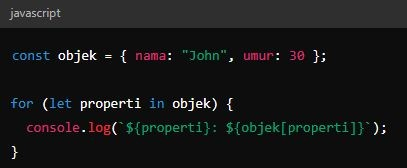 javascript
const objek = { nama: "John", umur: 30 };
for (let properti in objek) {
  console.log(`${properti}: ${objek[properti]}`);
}